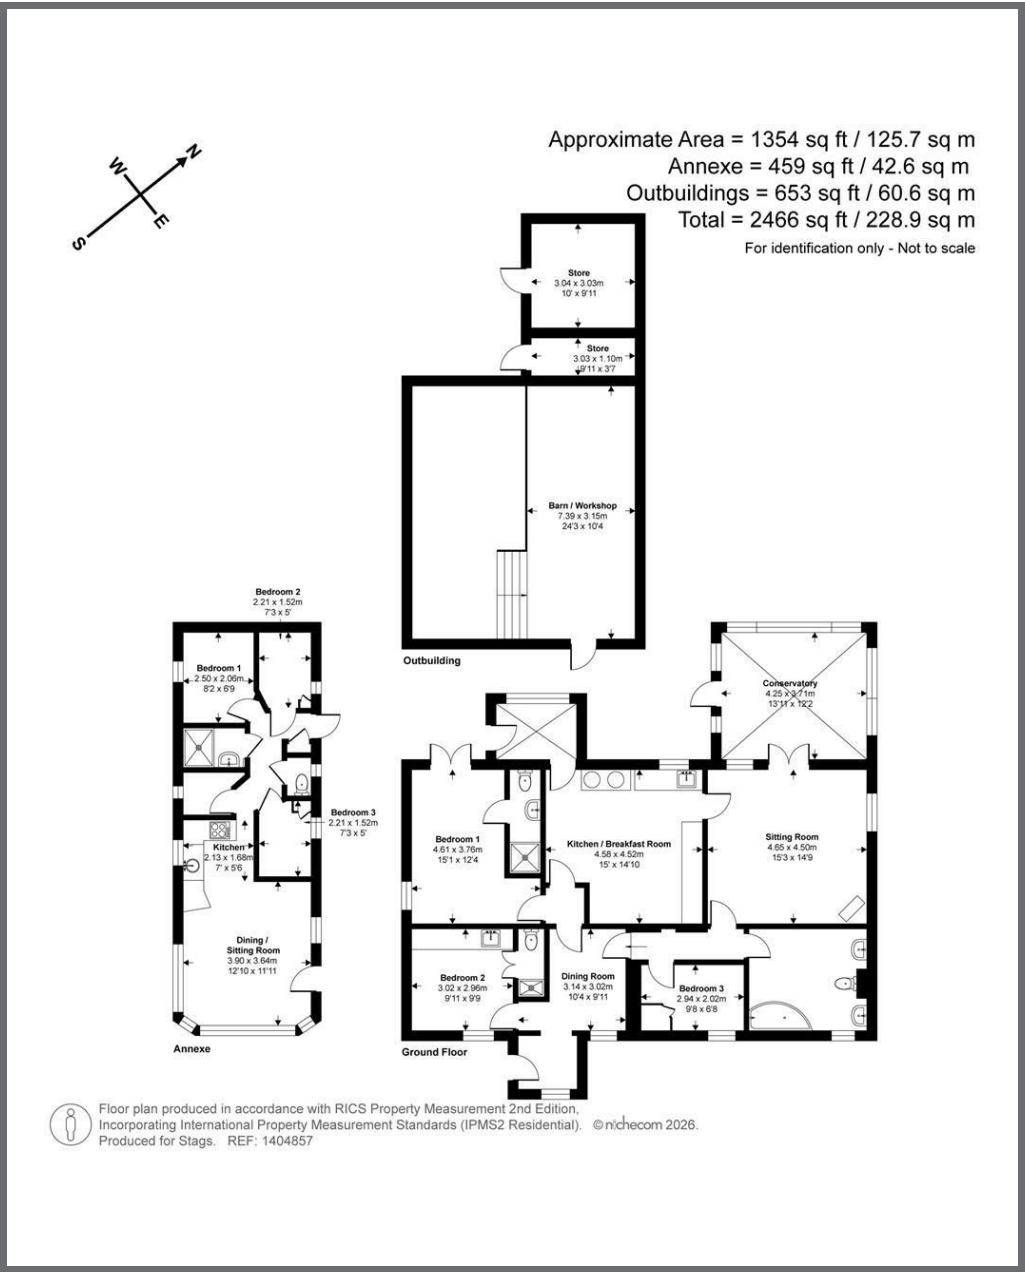 Approximate Area = 1354 sq ft / 125.7 sq m
Annexe = 459 sq ft / 42.6 sq m
Outbuildings = 653 sq ft / 60.6 sq m
Total = 2466 sq ft / 228.9 sq m
For identification only - Not to scale
N
W
E
S
Store
3.04 x 3.03m
10' x 9'11
Store
3.03 x 1.10m
9'11 x 3'7
Barn / Workshop
7.39 x 3.15m
24'3 x 10'4
Outbuilding
Bedroom 2
2.21 x 1.52m
7'3 x 5'
Bedroom 1
2.50 x 2.06m
8'2 x 6'9
Bedroom 3
2.21 x 1.52m
7'3 x 5'
Kitchen
2.13 x 1.68m
7' x 5'6
Dining /
Sitting Room
3.90 x 3.64m
12'10 x 11'11
Annexe
Conservatory
4.25 x 3.71m
13'11 x 12'2
Bedroom 1
4.61 x 3.76m
15'1 x 12'4
Kitchen / Breakfast Room
4.58 x 4.52m
15' x 14'10
Sitting Room
4.65 x 4.50m
15'3 x 14'9
Bedroom 2
3.02 x 2.96m
9'11 x 9'9
Dining Room
3.14 x 3.02m
10'4 x 9'11
Bedroom 3
2.94 x 2.02m
9'8 x 6'8
Ground Floor
Floor plan produced in accordance with RICS Property Measurement 2nd Edition,
Incorporating International Property Measurement Standards (IPMS2 Residential). © nichecom 2026.
Produced for Stags. REF: 1404857